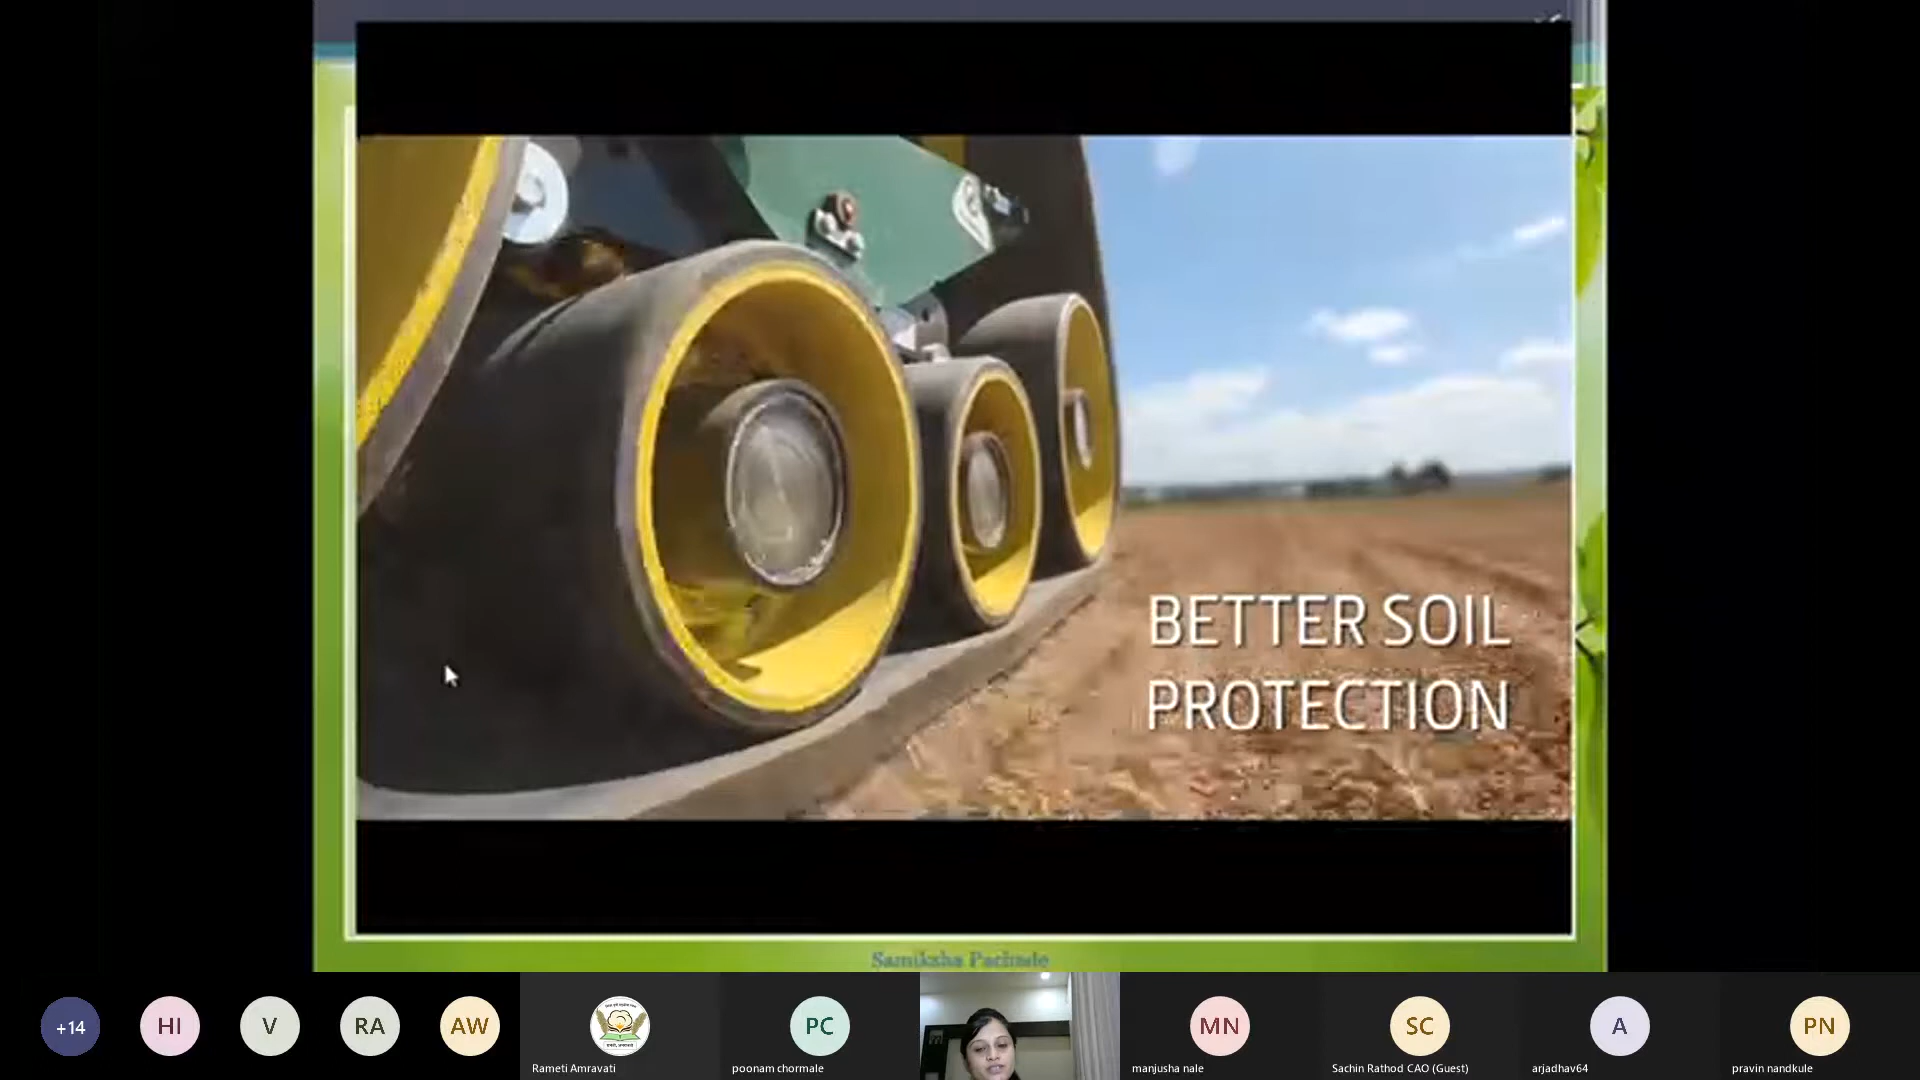 BETTER SOIL
PROTECTION
Samiksha Pachade
+14
HI
V
RA
AW
PC
MN
SC
A
PN
Rameti Amravati
poonam chormale
manjusha nale
Sachin Rathod CAO (Guest)
arjadhav64
pravin nandkule